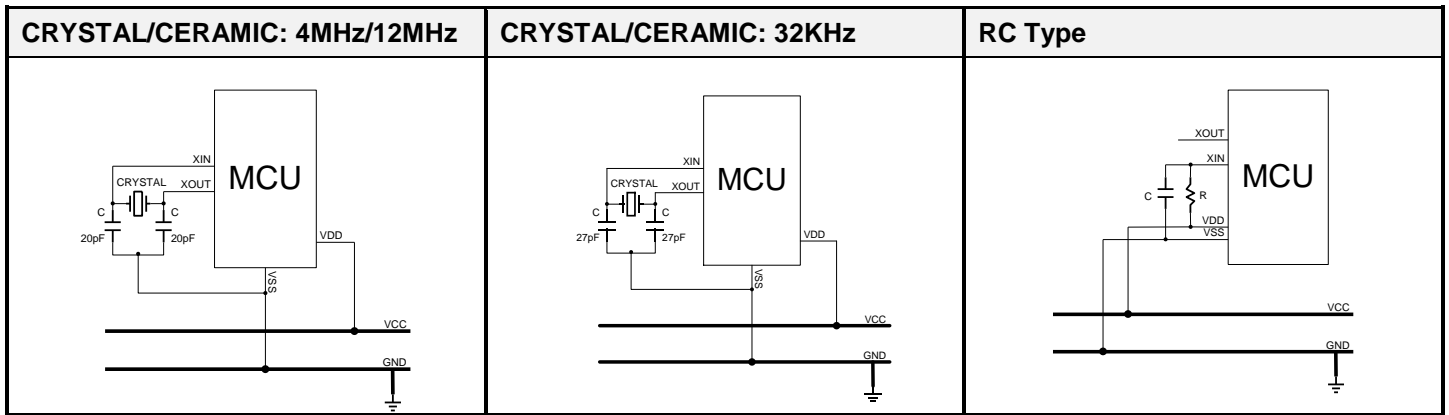 CRYSTAL/CERAMIC: 4MHz/12MHz
CRYSTAL/CERAMIC: 32KHz
RC Type
XIN
CRYSTAL
XOUT
MCU
C
C
20pF
20pF
VDD
VSS
VCC
GND
XIN
CRYSTAL
XOUT
MCU
C
C
27pF
27pF
VDD
VSS
VCC
GND
XOUT
XIN
MCU
C
R
VDD
VSS
VCC
GND